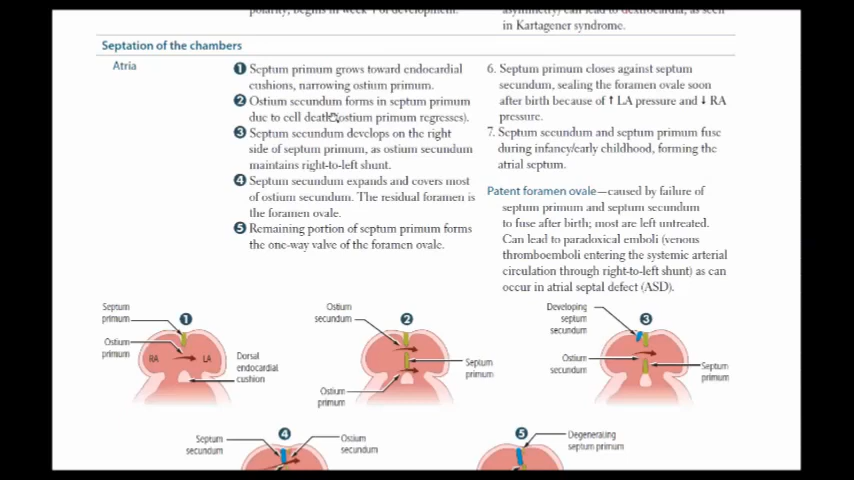 polarity, begins in week 4 of development.
asymmetry) can lead to dextrocardia, as seen
in Kartagener syndrome.
Septation of the chambers
Atria
1 Septum primum grows toward endocardial
cushions, narrowing ostium primum.
2 Ostium secundum forms in septum primum
due to cell death (ostium primum regresses).
3 Septum secundum develops on the right
side of septum primum, as ostium secundum
maintains right-to-left shunt.
4 Septum secundum expands and covers most
of ostium secundum. The residual foramen is
the foramen ovale.
5 Remaining portion of septum primum forms
the one-way valve of the foramen ovale.
6. Septum primum closes against septum
secundum, sealing the foramen ovale soon
after birth because of ↑ LA pressure and ↓ RA
pressure.
7. Septum secundum and septum primum fuse
during infancy/early childhood, forming the
atrial septum.
Patent foramen ovale—caused by failure of
septum primum and septum secundum
to fuse after birth; most are left untreated.
Can lead to paradoxical emboli (venous
thromboemboli entering the systemic arterial
circulation through right-to-left shunt) as can
occur in atrial septal defect (ASD).
1
Septum
primum
Ostium
primum
RA
LA
Dorsal
endocardial
cushion
2
Ostium
secundum
Septum
primum
Ostium
primum
3
Developing
septum
secundum
Ostium
secundum
Septum
primum
4
Septum
secundum
Ostium
secundum
5
Degenerating
septum primum